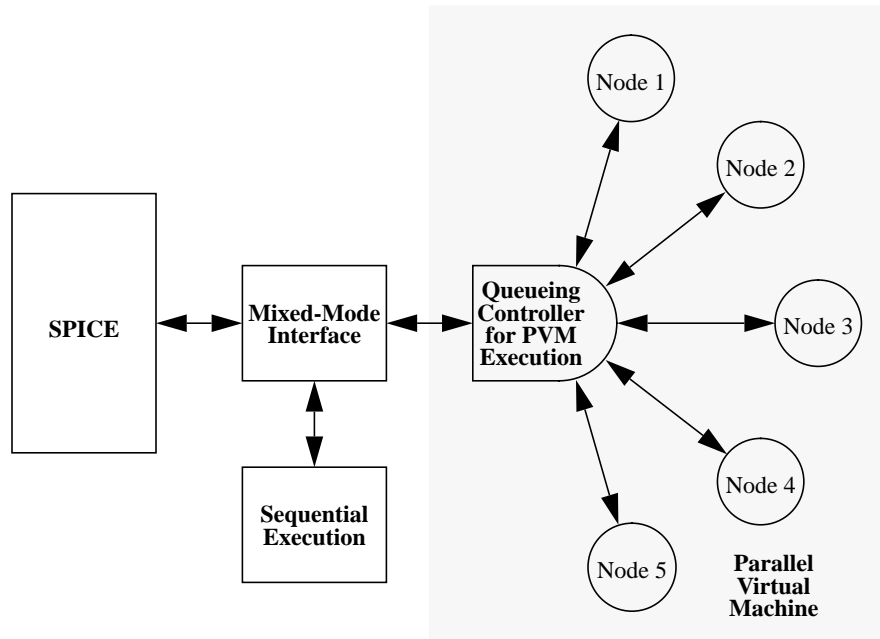 SPICE
Mixed-Mode
Interface
Sequential
Execution
Queueing
Controller
for PVM
Execution
Node 1
Node 2
Node 3
Node 4
Node 5
Parallel
Virtual
Machine